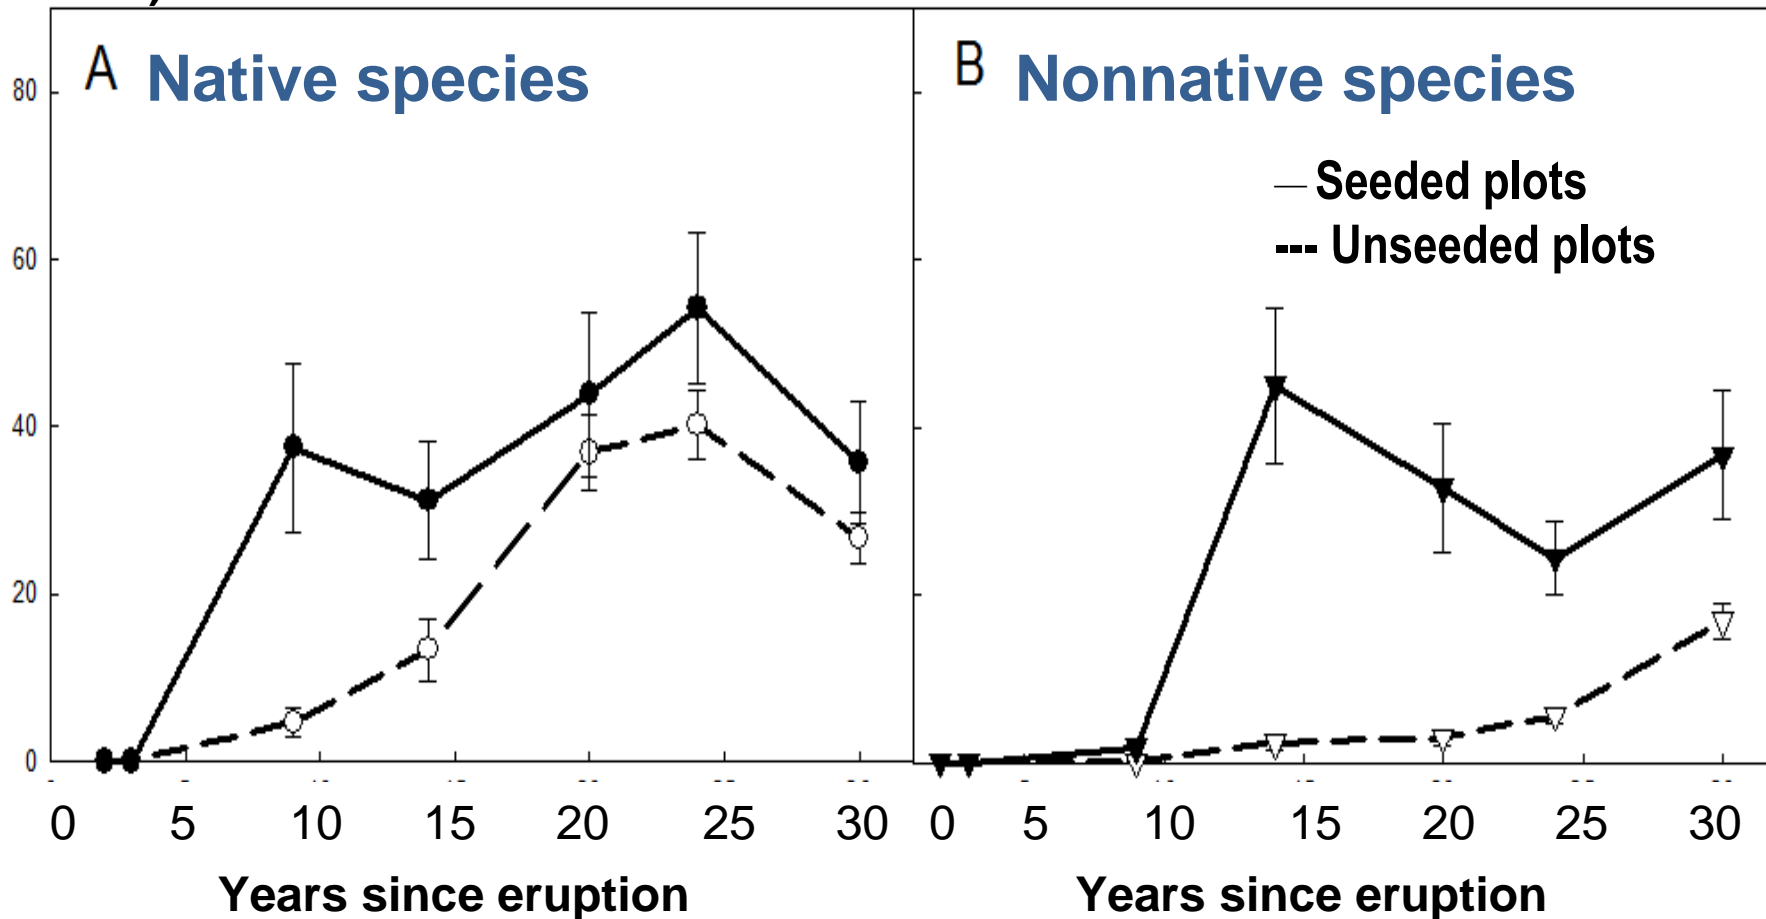 A Native species
B Nonnative species
— Seeded plots
--- Unseeded plots
80
60
40
20
0
0 5 10 15 20 25 30
0 5 10 15 20 25 30
Years since eruption
Years since eruption